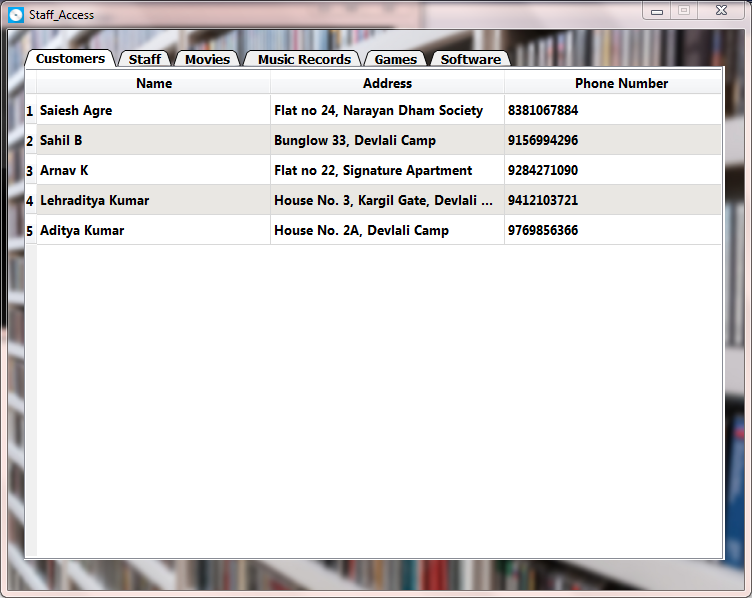 Staff_Access
Customers Staff Movies Music Records Games Software
Name Address Phone Number
1 Saiesh Agre Flat no 24, Narayan Dham Society 8381067884
2 Sahil B Bunglow 33, Devlali Camp 9156994296
3 Arnav K Flat no 22, Signature Apartment 9284271090
4 Lehraditya Kumar House No. 3, Kargil Gate, Devlali ... 9412103721
5 Aditya Kumar House No. 2A, Devlali Camp 9769856366